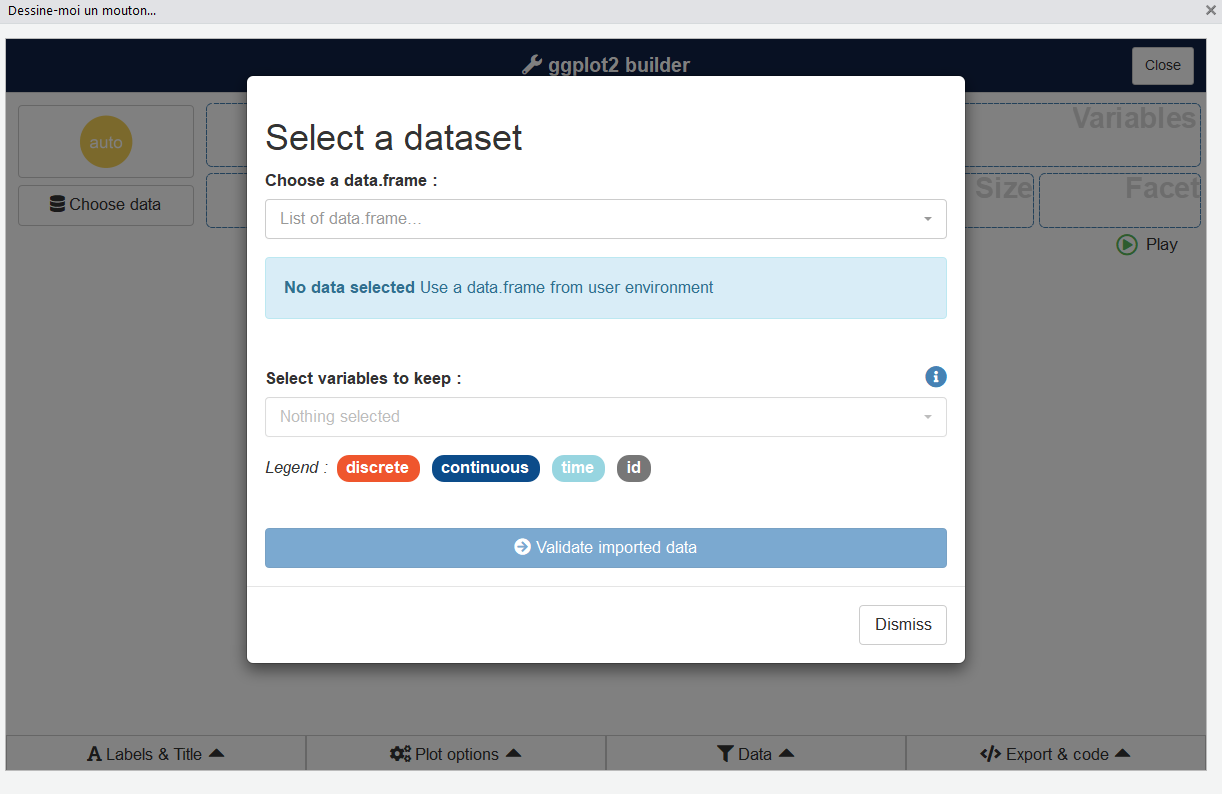 Dessine-moi un mouton...
ggplot2 builder
Close
auto
Variables
Choose data
Size
Facet
Play
Select a dataset
Choose a data.frame :
List of data.frame...
No data selected Use a data.frame from user environment
Select variables to keep :
Nothing selected
Legend : discrete continuous time id
Validate imported data
Dismiss
Labels & Title
Plot options
Data
Export & code